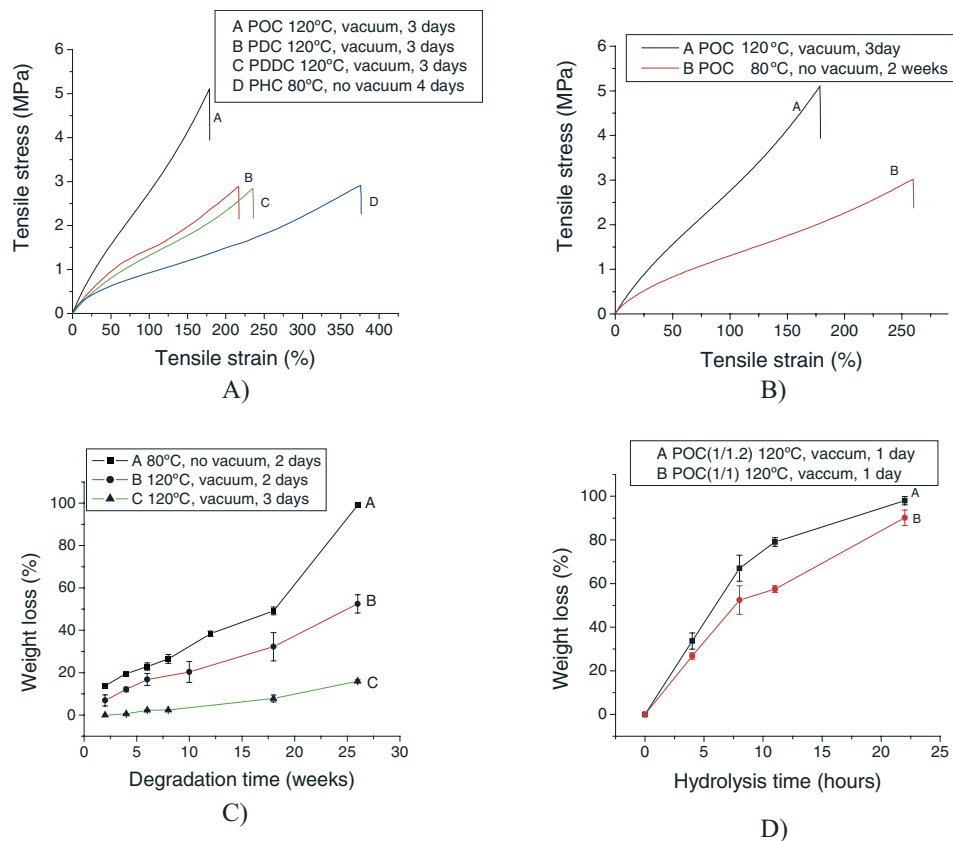 A POC 120ºC, vacuum, 3 days
B PDC 120ºC, vacuum, 3 days
C PDDC 120ºC, vacuum, 3 days
D PHC 80ºC, no vacuum 4 days
6
5
4
3
2
1
0
Tensile stress (MPa)
A
B
C
D
0 50 100 150 200 250 300 350 400
Tensile strain (%)
A)
A POC 120ºC, vacuum, 3day
B POC 80ºC, no vacuum, 2 weeks
6
5
4
3
2
1
0
Tensile stress (MPa)
A
B
0 50 100 150 200 250
Tensile strain (%)
B)
A 80ºC, no vacuum, 2 days
B 120ºC, vacuum, 2 days
C 120ºC, vacuum, 3 days
100
80
60
40
20
0
Weight loss (%)
A
B
C
0 5 10 15 20 25 30
Degradation time (weeks)
C)
A POC(1/1.2) 120ºC, vaccum, 1 day
B POC(1/1) 120ºC, vaccum, 1 day
100
90
80
70
60
50
40
30
20
10
0
Weight loss (%)
A
B
0 5 10 15 20 25
Hydrolysis time (hours)
D)